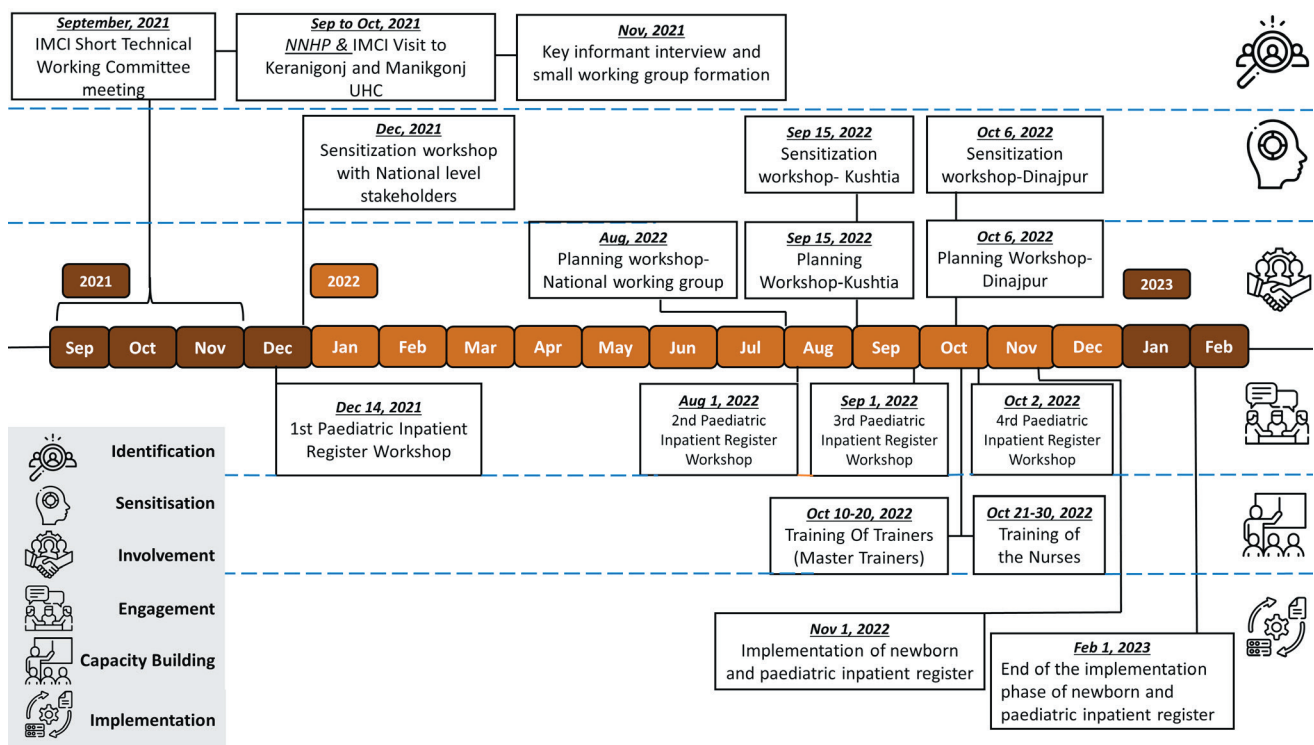 September, 2021
IMCI Short Technical
Working Committee
meeting
Sep to Oct, 2021
NNHP & IMCI Visit to
Keranigonj and Manikgonj
UHC
Nov, 2021
Key informant interview and
small working group formation
Dec, 2021
Sensitization workshop
with National level
stakeholders
Sep 15, 2022
Sensitization
workshop- Kushtia
Oct 6, 2022
Sensitization
workshop-Dinajpur
Aug, 2022
Planning workshop-
National working group
Sep 15, 2022
Planning
Workshop-Kushtia
Oct 6, 2022
Planning Workshop-
Dinajpur
2021
2022
2023
Sep Oct Nov Dec Jan Feb Mar Apr May Jun Jul Aug Sep Oct Nov Dec Jan Feb
Dec 14, 2021
1st Paediatric Inpatient
Register Workshop
Aug 1, 2022
2nd Paediatric
Inpatient Register
Workshop
Sep 1, 2022
3rd Paediatric
Inpatient Register
Workshop
Oct 2, 2022
4rd Paediatric
Inpatient Register
Workshop
Oct 10-20, 2022
Training Of Trainers
(Master Trainers)
Oct 21-30, 2022
Training of
the Nurses
Nov 1, 2022
Implementation of newborn
and paediatric inpatient register
Feb 1, 2023
End of the implementation
phase of newborn and
paediatric inpatient register
Identification
Sensitisation
Involvement
Engagement
Capacity Building
Implementation